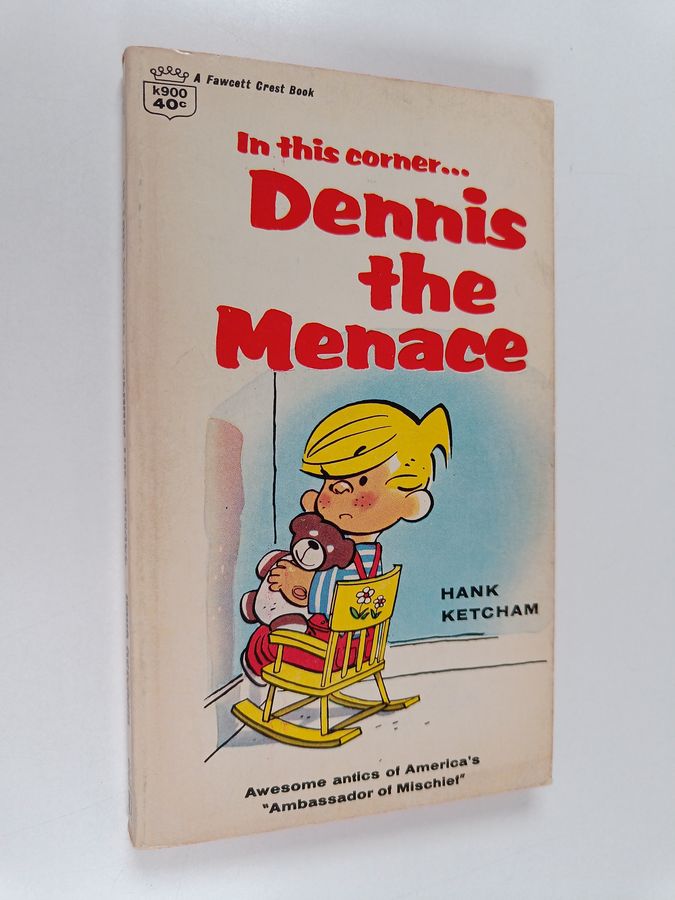 A Fawcett Crest Book
k900
40c
In this corner...
Dennis
the
Menace
HANK
KETCHAM
Awesome antics of America's
"Ambassador of Mischief"